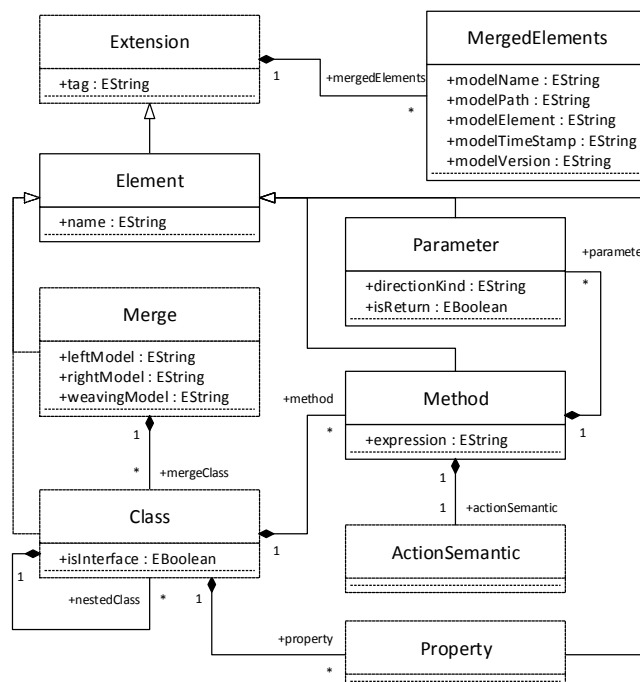 Extension
+tag : EString
1
+mergedElements
*
MergedElements
+modelName : EString
+modelPath : EString
+modelElement : EString
+modelTimeStamp : EString
+modelVersion : EString
Element
+name : EString
Parameter
+directionKind : EString
+isReturn : EBoolean
+paramete
*
Merge
+leftModel : EString
+rightModel : EString
+weavingModel : EString
1
*
+mergeClass
+method
*
Method
+expression : EString
1
1
1
+actionSemantic
Class
+isInterface : EBoolean
1
1
+nestedClass
*
1
ActionSemantic
+property
*
Property